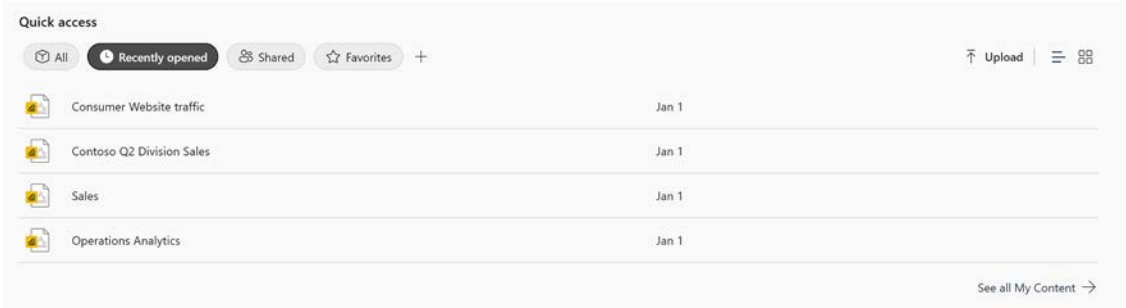 Quick access
All Recently opened Shared Favorites + Upload
Consumer Website traffic Jan 1
Contoso Q2 Division Sales Jan 1
Sales Jan 1
Operations Analytics Jan 1
See all My Content →